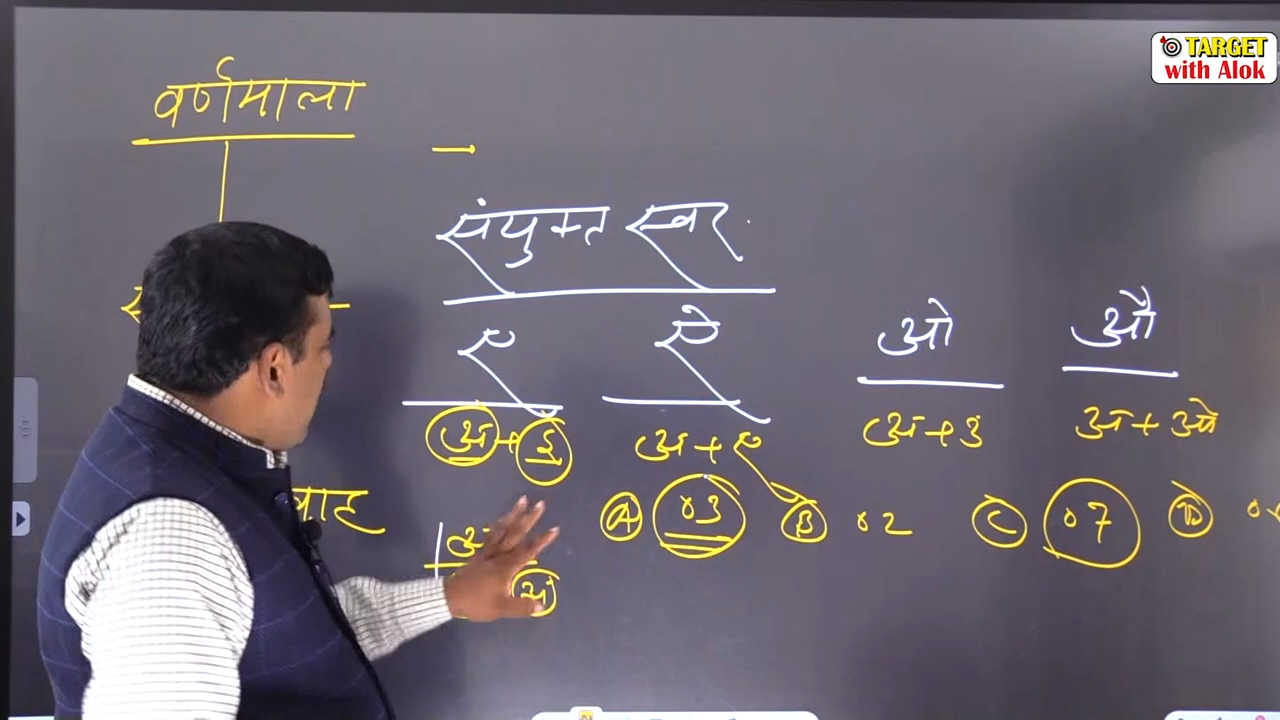 TARGET
with Alok
वर्णमाला
संयुक्त स्वर
ए ऐ ओ औ
अ+इ अ+ए अ+उ अ+ओ
A 03 B 02 C 07 D